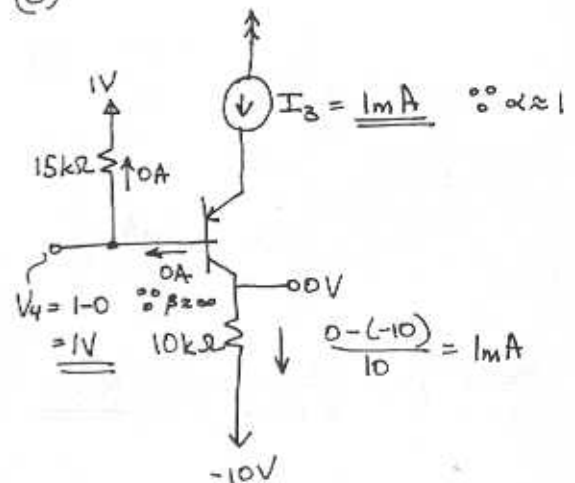 1V
I₃ = 1mA ∵ α≈1
15kΩ
0A
0A
∵ β≈∞
V₄ = 1-0
= 1V
0V
10kΩ
0-(-10)
10
= 1mA
-10V